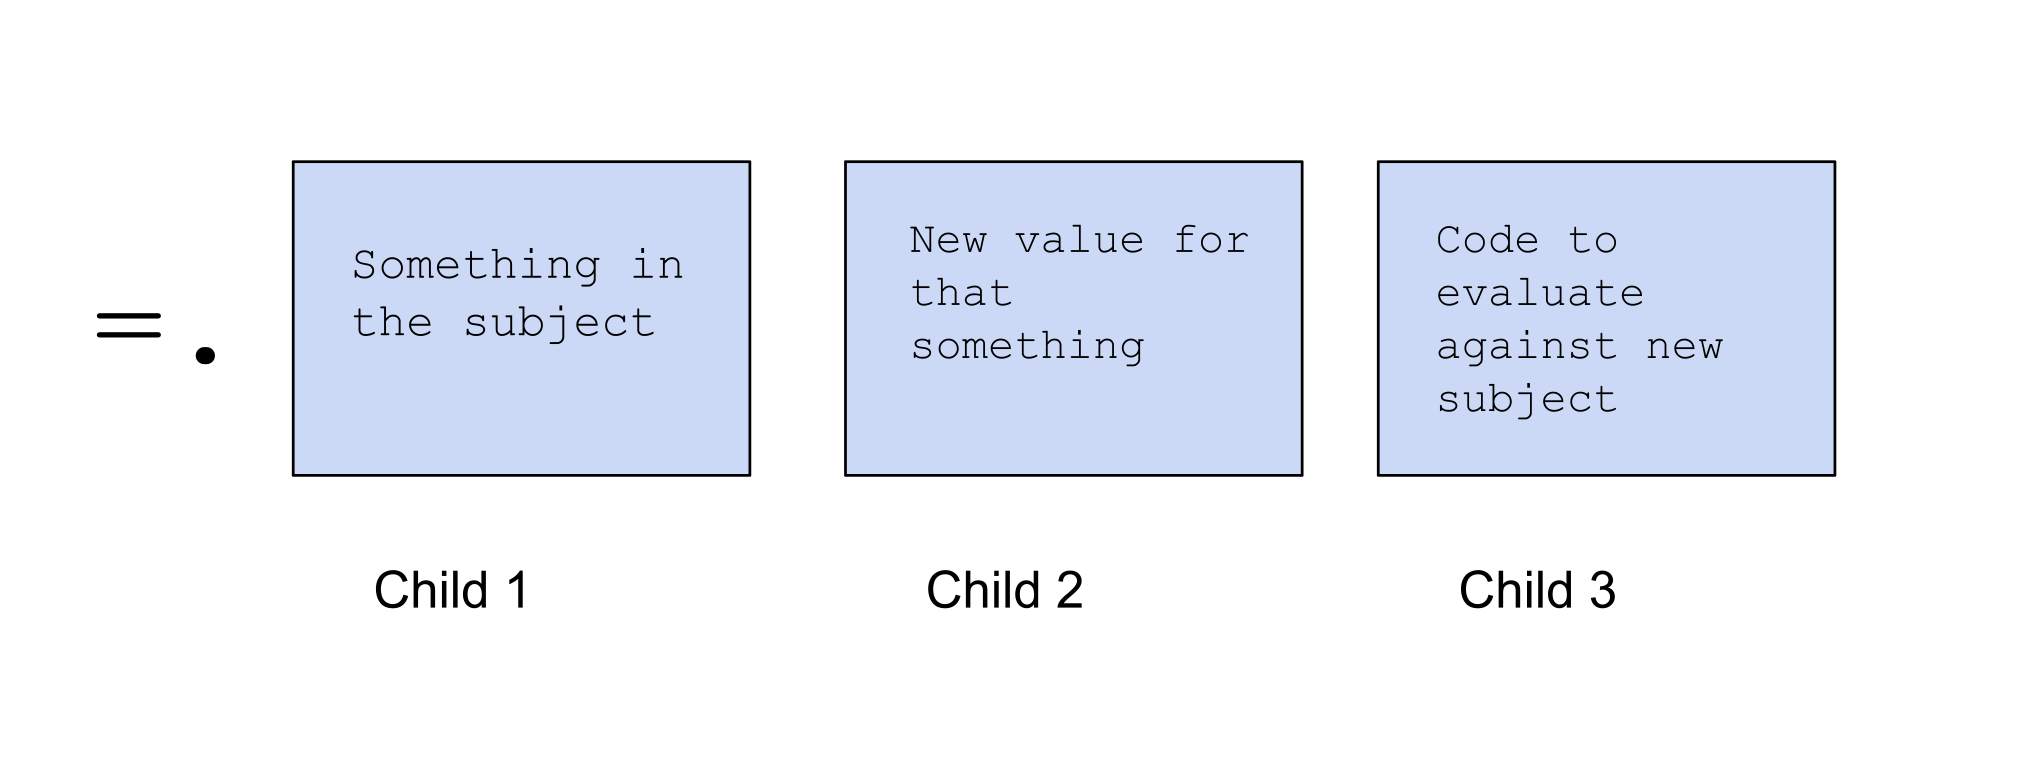 =.
Something in
the subject
New value for
that
something
Code to
evaluate
against new
subject
Child 1
Child 2
Child 3